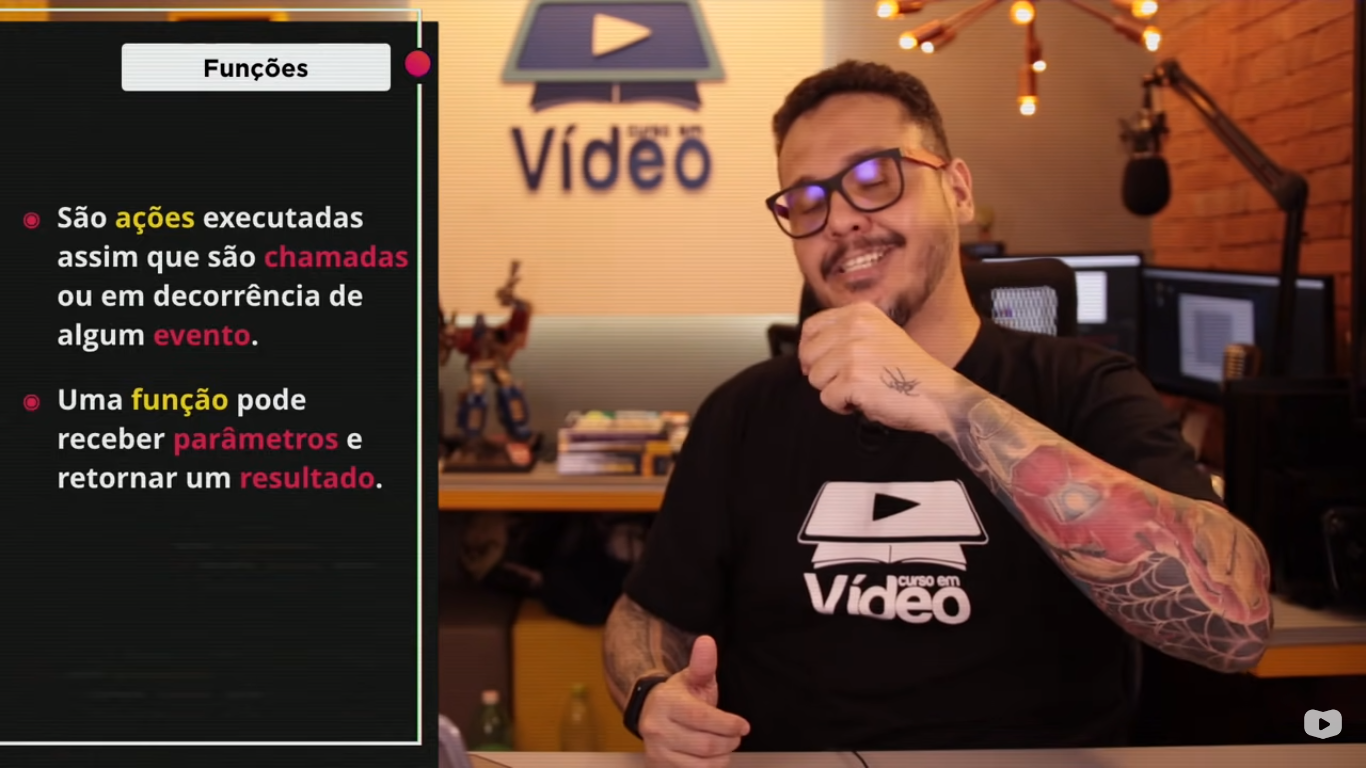 Funções
São ações executadas
assim que são chamadas
ou em decorrência de
algum evento.
Uma função pode
receber parâmetros e
retornar um resultado.
curso em
Vídeo
curso em
Vídeo